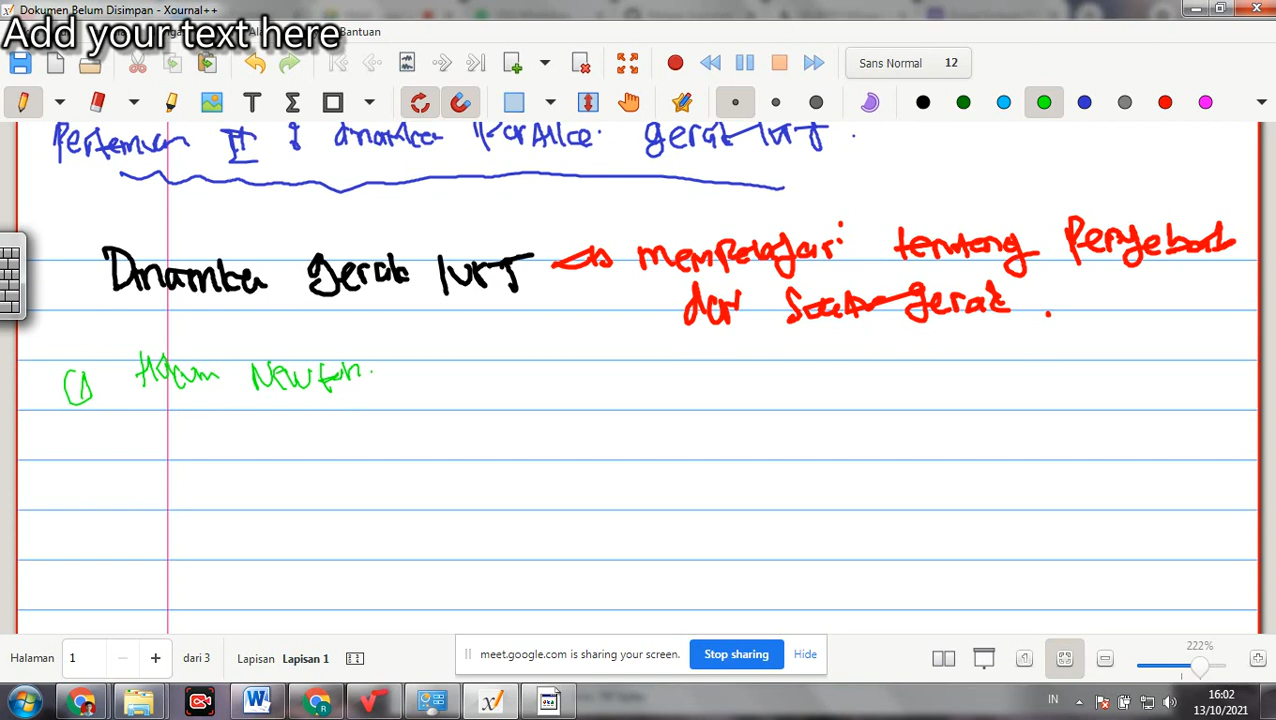 Dokumen Belum Disimpan - Xournal++
Add your text here
Bantuan
Sans Normal 12
Pertemuan II : dinamika Partikel gerak lurus.
Dinamika gerak lurus mempelajari tentang Penyebab
dari Suatu gerak.
① Hukum Newton.
meet.google.com is sharing your screen. Stop sharing Hide
Halaman 1 dari 3 Lapisan Lapisan 1 222%
IN 16:02
13/10/2021